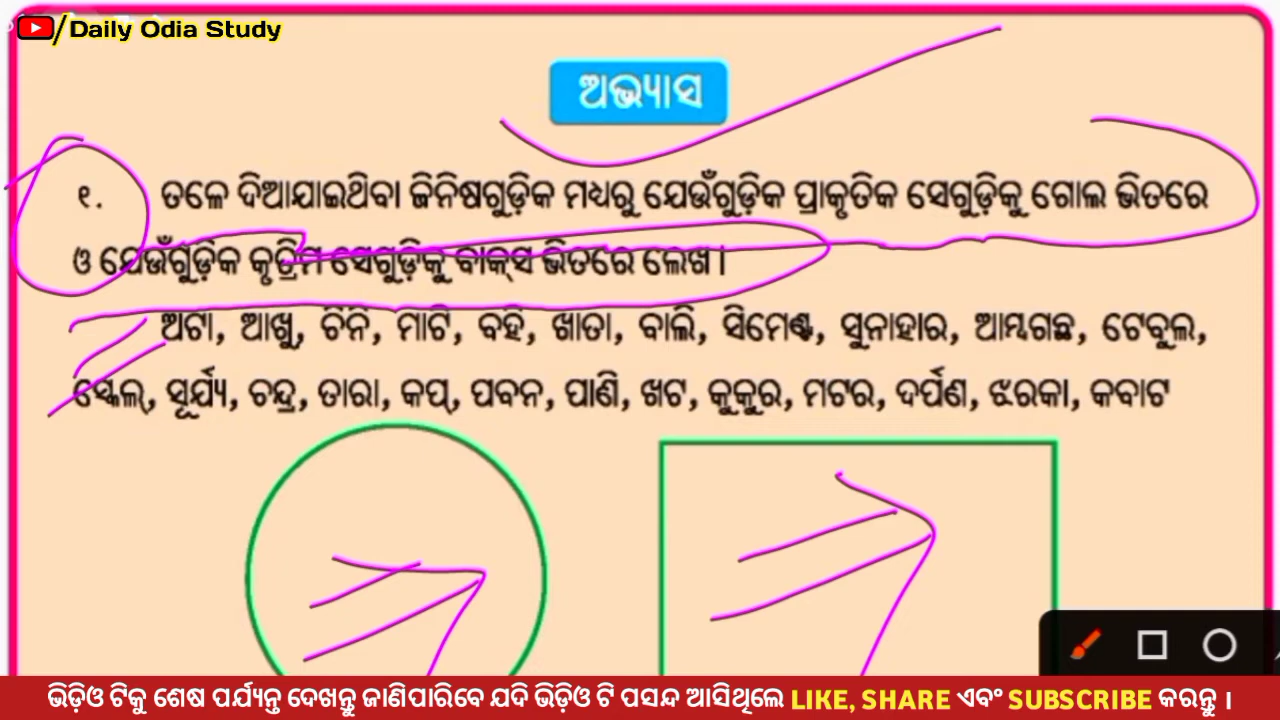 /Daily Odia Study
ଅଭ୍ୟାସ
୧. ତଳେ ଦିଆଯାଇଥିବା ଜିନିଷଗୁଡ଼ିକ ମଧ୍ୟରୁ ଯେଉଁଗୁଡ଼ିକ ପ୍ରାକୃତିକ ସେଗୁଡ଼ିକୁ ଗୋଲ ଭିତରେ
ଓ ଯେଉଁଗୁଡ଼ିକ କୃତ୍ରିମ ସେଗୁଡ଼ିକୁ ବାକ୍ସ ଭିତରେ ଲେଖ।
ଅଟା, ଆଖୁ, ଚିନି, ମାଟି, ବହି, ଖାତା, ବାଲି, ସିମେଣ୍ଟ, ସୁନାହାର, ଆମ୍ବଗଛ, ଟେବୁଲ,
ସ୍କେଲ୍, ସୂର୍ଯ୍ୟ, ଚନ୍ଦ୍ର, ତାରା, କପ୍, ପବନ, ପାଣି, ଖଟ, କୁକୁର, ମଟର, ଦର୍ପଣ, ଝରକା, କବାଟ
ଭିଡ଼ିଓ ଟିକୁ ଶେଷ ପର୍ଯ୍ୟନ୍ତ ଦେଖନ୍ତୁ ଜାଣିପାରିବେ ଯଦି ଭିଡ଼ିଓ ଟି ପସନ୍ଦ ଆସିଥିଲେ LIKE, SHARE ଏବଂ SUBSCRIBE କରନ୍ତୁ ।